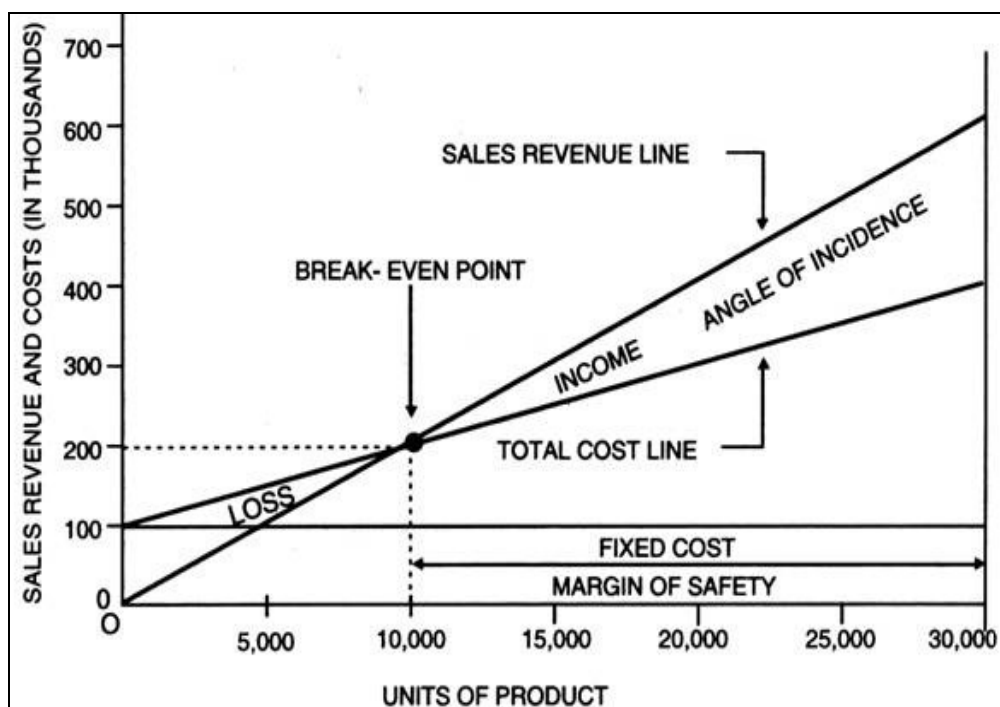 SALES REVENUE AND COSTS (IN THOUSANDS)
700
600
500
400
300
200
100
0
O
SALES REVENUE LINE
BREAK- EVEN POINT
ANGLE OF INCIDENCE
INCOME
TOTAL COST LINE
LOSS
FIXED COST
MARGIN OF SAFETY
5,000
10,000
15,000
20,000
25,000
30,000
UNITS OF PRODUCT